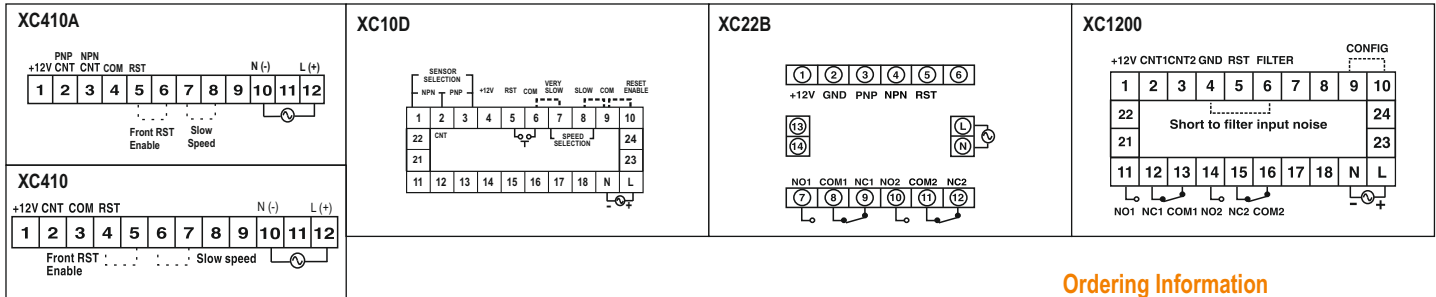 XC410A
PNP NPN
+12V CNT CNT COM RST N (-) L (+)
1 2 3 4 5 6 7 8 9 10 11 12
Front RST Enable
Slow Speed
XC410
+12V CNT COM RST N (-) L (+)
1 2 3 4 5 6 7 8 9 10 11 12
Front RST Enable
Slow speed
XC10D
SENSOR SELECTION
NPN PNP +12V RST COM VERY SLOW SLOW COM RESET ENABLE
1 2 3 4 5 6 7 8 9 10
22 CNT SPEED SELECTION 24
21 23
11 12 13 14 15 16 17 18 N L
- +
XC22B
1 2 3 4 5 6
+12V GND PNP NPN RST
13 L
14 N
NO1 COM1 NC1 NO2 COM2 NC2
7 8 9 10 11 12
XC1200
CONFIG
+12V CNT1CNT2 GND RST FILTER
1 2 3 4 5 6 7 8 9 10
22 Short to filter input noise 24
21 23
11 12 13 14 15 16 17 18 N L
- +
NO1 NC1 COM1 NO2 NC2 COM2
Ordering Information